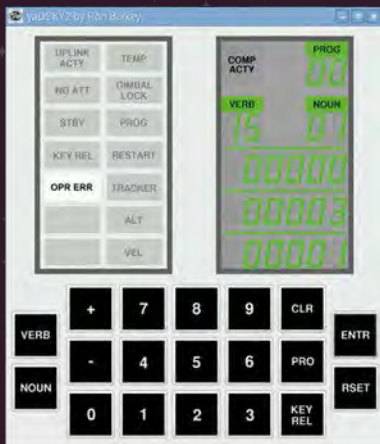 yaDSKY2 by Ron Burkey
UPLINK ACTY
TEMP
NO ATT
GIMBAL LOCK
STBY
PROG
KEY REL
RESTART
OPR ERR
TRACKER
ALT
VEL
COMP ACTY
PROG
00
VERB
NOUN
15
01
00000
00003
00001
+
7
8
9
CLR
VERB
ENTR
-
4
5
6
PRO
NOUN
RSET
0
1
2
3
KEY REL